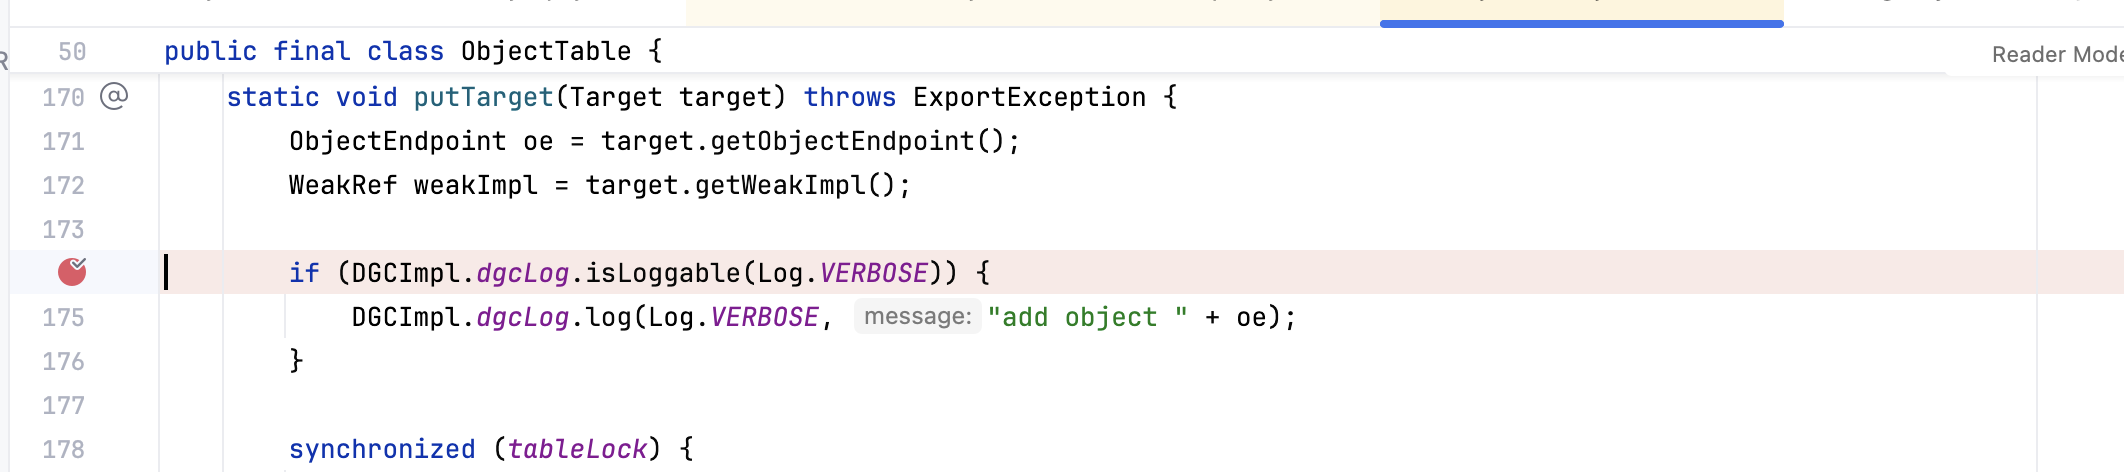 50 public final class ObjectTable {
Reader Mode
170 @ static void putTarget(Target target) throws ExportException {
171 ObjectEndpoint oe = target.getObjectEndpoint();
172 WeakRef weakImpl = target.getWeakImpl();
173
if (DGCImpl.dgcLog.isLoggable(Log.VERBOSE)) {
175 DGCImpl.dgcLog.log(Log.VERBOSE, message: "add object " + oe);
176 }
177
178 synchronized (tableLock) {